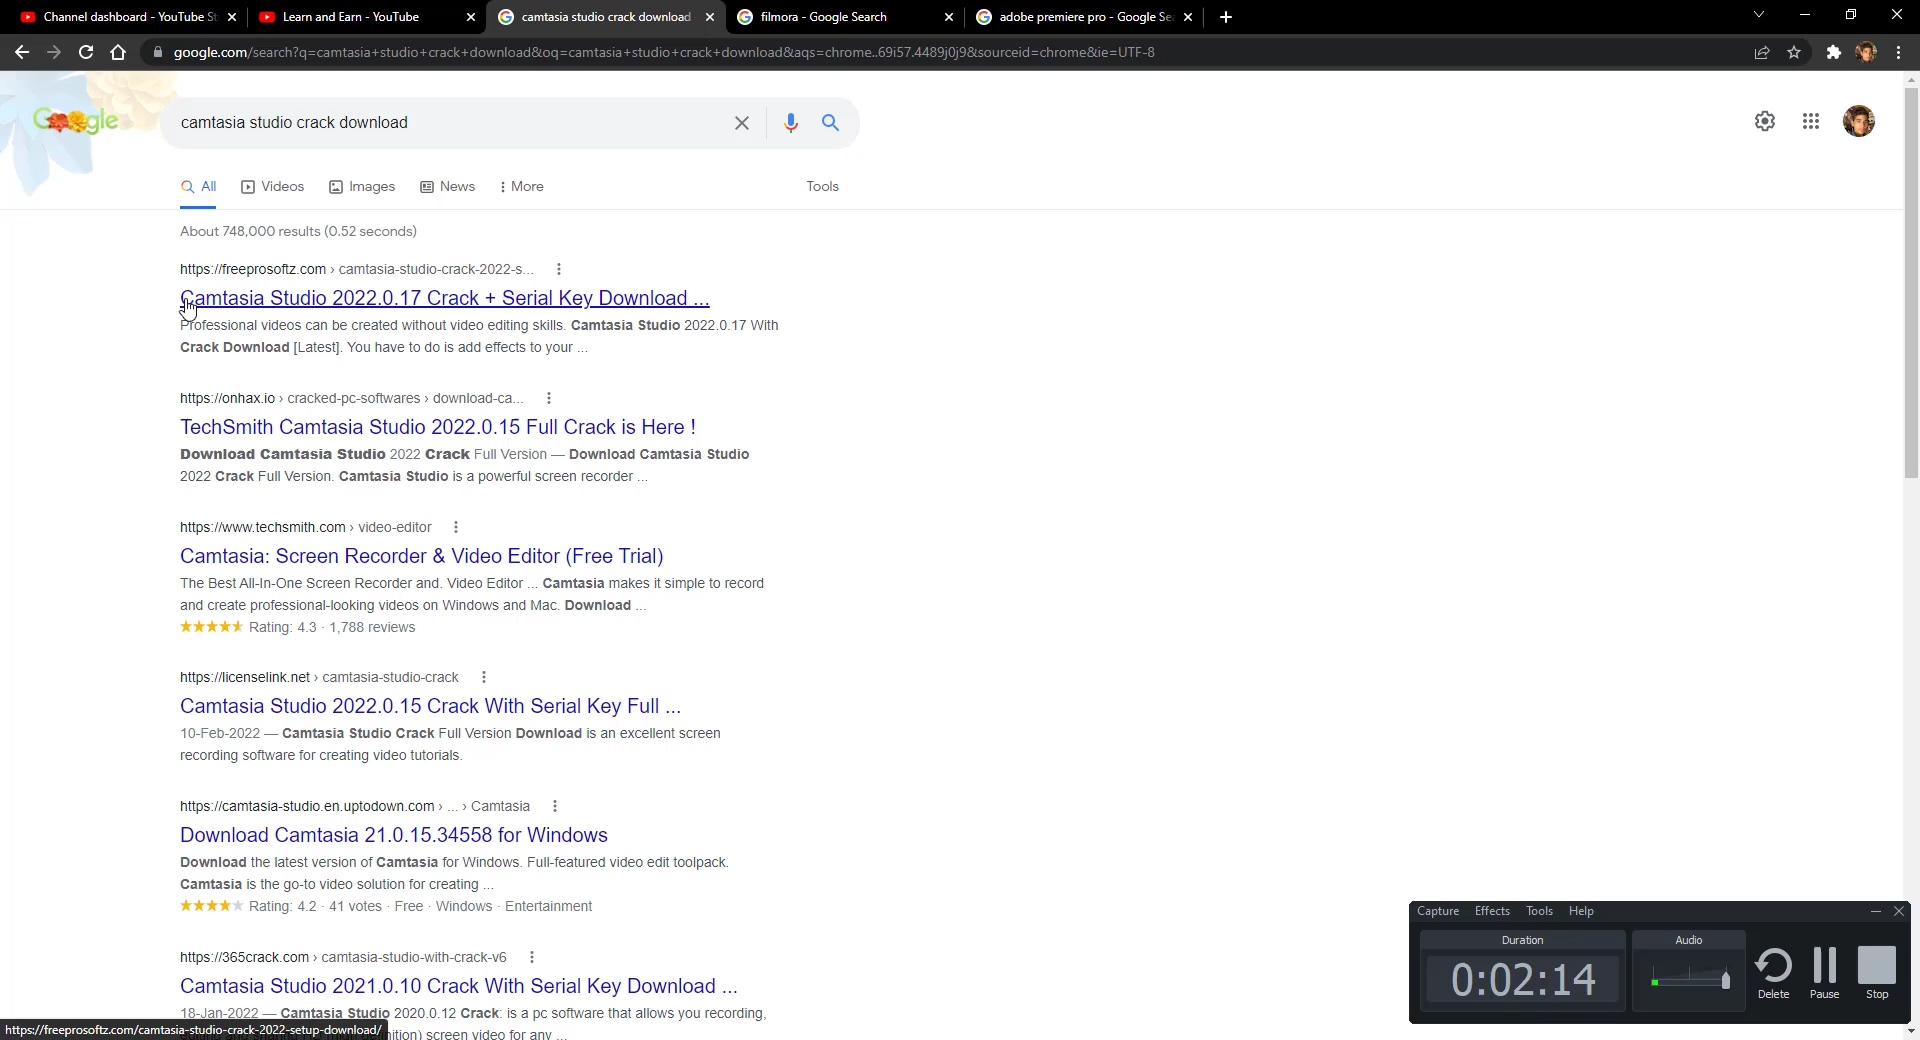 Channel dashboard - YouTube St
Learn and Earn - YouTube
camtasia studio crack download
filmora - Google Search
adobe premiere pro - Google Se
google.com/search?q=camtasia+studio+crack+download&oq=camtasia+studio+crack+download&aqs=chrome..69i57.4489j0j9&sourceid=chrome&ie=UTF-8
Google
camtasia studio crack download
All
Videos
Images
News
More
Tools
About 748,000 results (0.52 seconds)
https://freeprosoftz.com › camtasia-studio-crack-2022-s...
Camtasia Studio 2022.0.17 Crack + Serial Key Download ...
Professional videos can be created without video editing skills. Camtasia Studio 2022.0.17 With
Crack Download [Latest]. You have to do is add effects to your ...
https://onhax.io › cracked-pc-softwares › download-ca...
TechSmith Camtasia Studio 2022.0.15 Full Crack is Here !
Download Camtasia Studio 2022 Crack Full Version — Download Camtasia Studio
2022 Crack Full Version. Camtasia Studio is a powerful screen recorder ...
https://www.techsmith.com › video-editor
Camtasia: Screen Recorder & Video Editor (Free Trial)
The Best All-In-One Screen Recorder and. Video Editor ... Camtasia makes it simple to record
and create professional-looking videos on Windows and Mac. Download ...
Rating: 4.3 · 1,788 reviews
https://licenselink.net › camtasia-studio-crack
Camtasia Studio 2022.0.15 Crack With Serial Key Full ...
10-Feb-2022 — Camtasia Studio Crack Full Version Download is an excellent screen
recording software for creating video tutorials.
https://camtasia-studio.en.uptodown.com › ... › Camtasia
Download Camtasia 21.0.15.34558 for Windows
Download the latest version of Camtasia for Windows. Full-featured video edit toolpack.
Camtasia is the go-to video solution for creating ...
Rating: 4.2 · 41 votes · Free · Windows · Entertainment
https://365crack.com › camtasia-studio-with-crack-v6
Camtasia Studio 2021.0.10 Crack With Serial Key Download ...
18-Jan-2022 — Camtasia Studio 2020.0.12 Crack: is a pc software that allows you recording,
screen video for any ...
https://freeprosoftz.com/camtasia-studio-crack-2022-setup-download/
Capture
Effects
Tools
Help
Duration
Audio
0:02:14
Delete
Pause
Stop